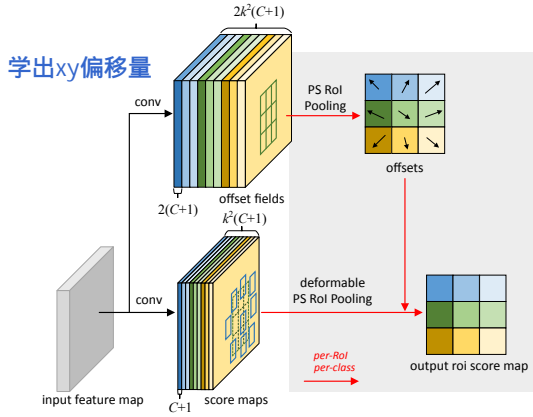 2k²(C+1)
学出xy偏移量
conv
PS RoI
Pooling
offsets
2(C+1)
offset fields
k²(C+1)
conv
deformable
PS RoI Pooling
per-RoI
per-class
output roi score map
input feature map
score maps
C+1